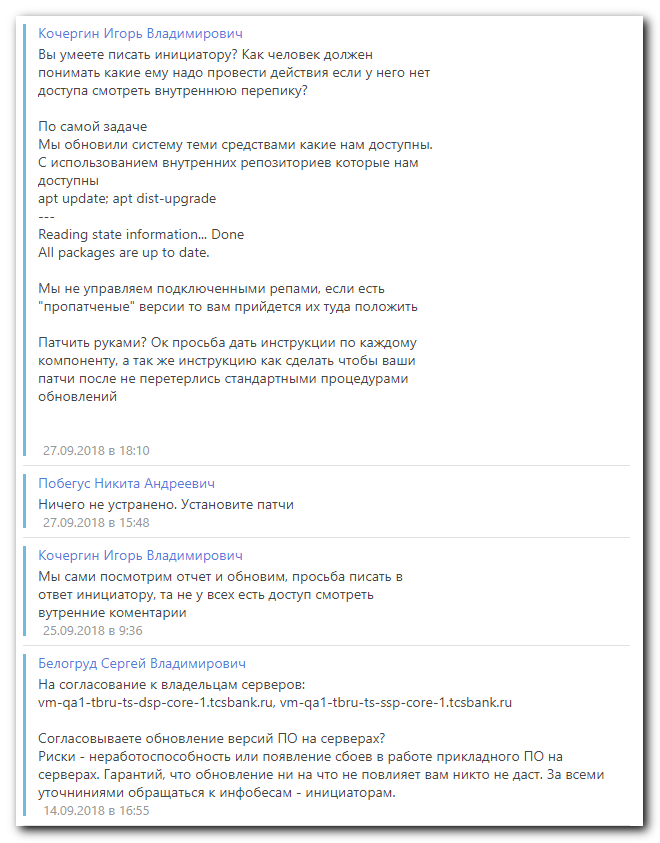 Кочергин Игорь Владимирович
Вы умеете писать инициатору? Как человек должен
понимать какие ему надо провести действия если у него нет
доступа смотреть внутреннюю перепику?
По самой задаче
Мы обновили систему теми средствами какие нам доступны.
С использованием внутренних репозиториев которые нам
доступны
apt update; apt dist-upgrade
---
Reading state information... Done
All packages are up to date.
Мы не управляем подключенными репами, если есть
"пропатченые" версии то вам прийдется их туда положить
Патчить руками? Ок просьба дать инструкции по каждому
компоненту, а так же инструкцию как сделать чтобы ваши
патчи после не перетерлись стандартными процедурами
обновлений
27.09.2018 в 18:10
Побегус Никита Андреевич
Ничего не устранено. Установите патчи
27.09.2018 в 15:48
Кочергин Игорь Владимирович
Мы сами посмотрим отчет и обновим, просьба писать в
ответ инициатору, та не у всех есть доступ смотреть
вутренние коментарии
25.09.2018 в 9:36
Белогруд Сергей Владимирович
На согласование к владельцам серверов:
vm-qa1-tbru-ts-dsp-core-1.tcsbank.ru, vm-qa1-tbru-ts-ssp-core-1.tcsbank.ru
Согласовываете обновление версий ПО на серверах?
Риски - неработоспособность или появление сбоев в работе прикладного ПО на
серверах. Гарантий, что обновление ни на что не повлияет вам никто не даст. За всеми
уточниниями обращаться к инфобесам - инициаторам.
14.09.2018 в 16:55